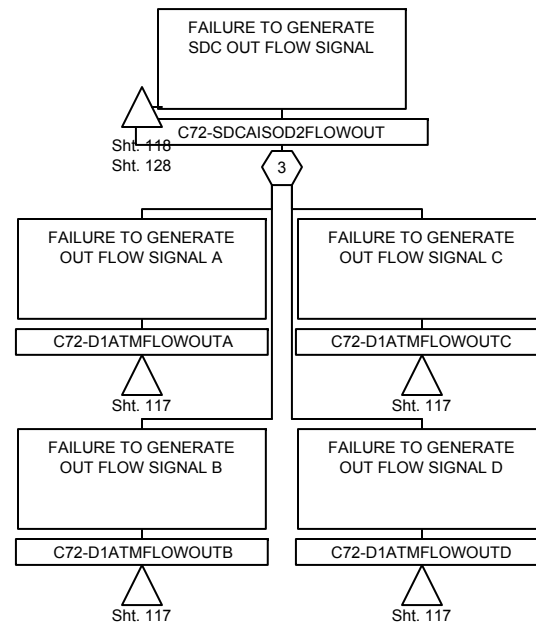 FAILURE TO GENERATE
SDC OUT FLOW SIGNAL
C72-SDCAISOD2FLOWOUT
Sht. 118
Sht. 128
3
FAILURE TO GENERATE
OUT FLOW SIGNAL A
C72-D1ATMFLOWOUTA
Sht. 117
FAILURE TO GENERATE
OUT FLOW SIGNAL C
C72-D1ATMFLOWOUTC
Sht. 117
FAILURE TO GENERATE
OUT FLOW SIGNAL B
C72-D1ATMFLOWOUTB
Sht. 117
FAILURE TO GENERATE
OUT FLOW SIGNAL D
C72-D1ATMFLOWOUTD
Sht. 117